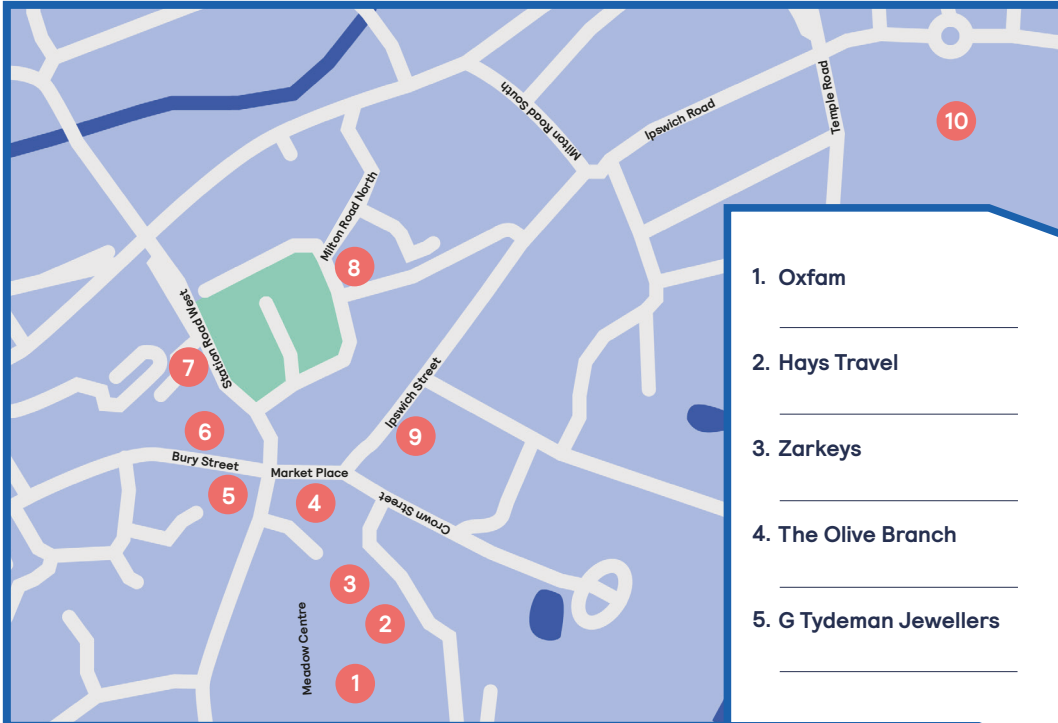 Milton Road South
Ipswich Road
Temple Road
10
Milton Road North
8
Station Road West
7
Ipswich Street
6
9
Bury Street
Market Place
5
4
Crown Street
3
2
Meadow Centre
1
1. Oxfam
2. Hays Travel
3. Zarkeys
4. The Olive Branch
5. G Tydeman Jewellers